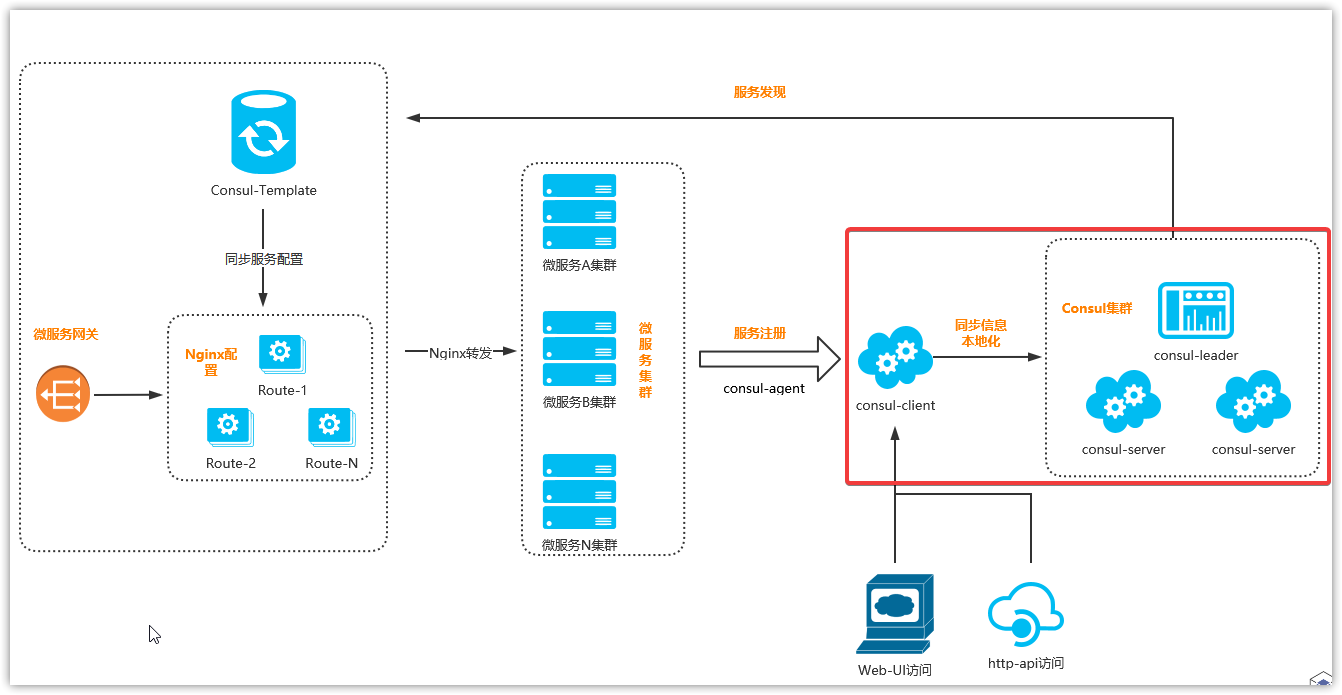 服务发现
Consul-Template
同步服务配置
微服务网关
Nginx配
置
Route-1
Route-2
Route-N
Nginx转发
微服务A集群
微服务B集群
微服务N集群
微
服
务
集
群
服务注册
consul-agent
consul-client
同步信息
本地化
Consul集群
consul-leader
consul-server
consul-server
Web-UI访问
http-api访问